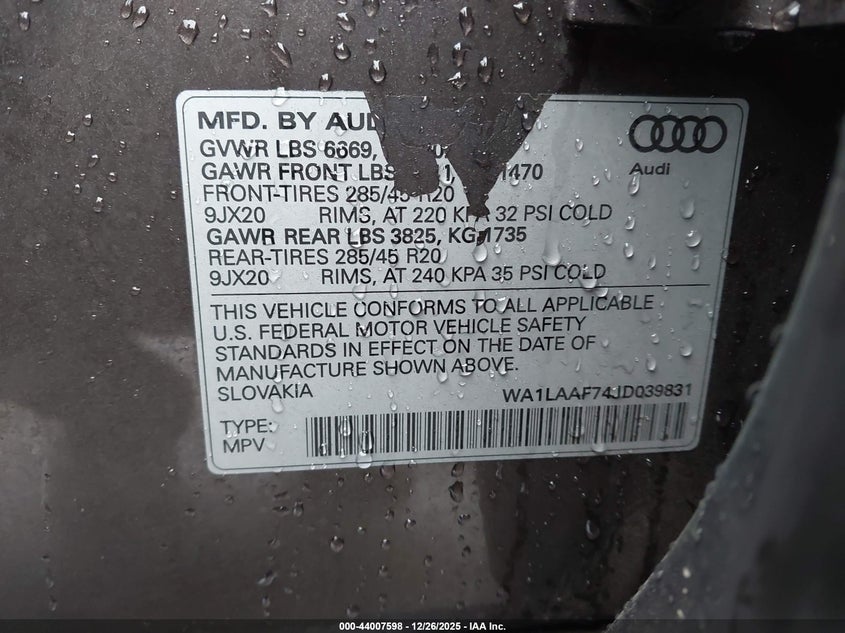 MFD. BY AUDI
GVWR LBS 6669,
GAWR FRONT LBS 1470
Audi
FRONT-TIRES 285/45 R20
9JX20 RIMS, AT 220 KPA 32 PSI COLD
GAWR REAR LBS 3825, KG 1735
REAR-TIRES 285/45 R20
9JX20 RIMS, AT 240 KPA 35 PSI COLD
THIS VEHICLE CONFORMS TO ALL APPLICABLE
U.S. FEDERAL MOTOR VEHICLE SAFETY
STANDARDS IN EFFECT ON THE DATE OF
MANUFACTURE SHOWN ABOVE.
SLOVAKIA WA1LAAF74JD039831
TYPE:
MPV
000-44007598 - 12/26/2025 - IAA Inc.